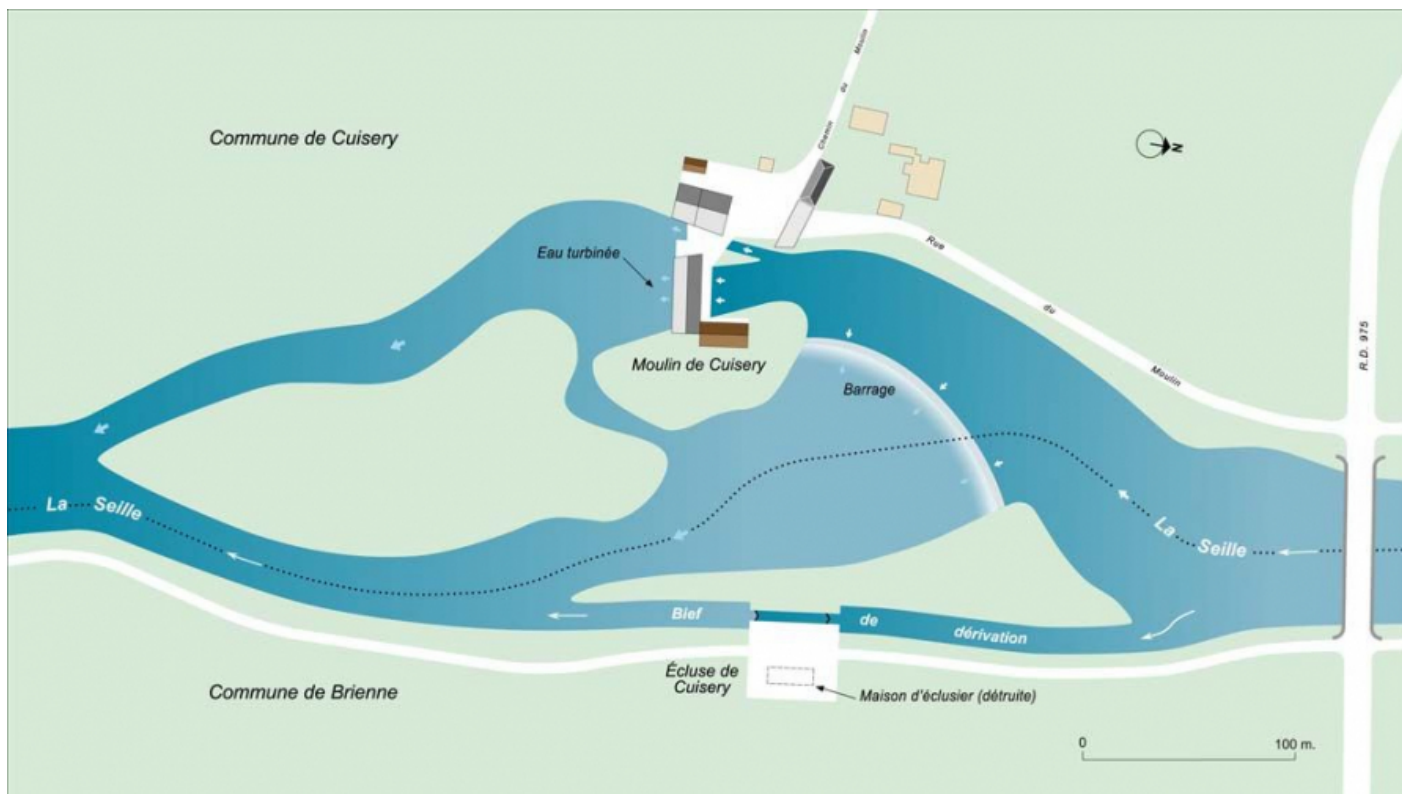 Chemin du Moulin
Commune de Cuisery
N
Eau turbinée
Rue du Moulin
R.D. 975
Moulin de Cuisery
Barrage
La Seille
La Seille
Bief de dérivation
Écluse de
Cuisery
Commune de Brienne
Maison d'éclusier (détruite)
0 100 m.